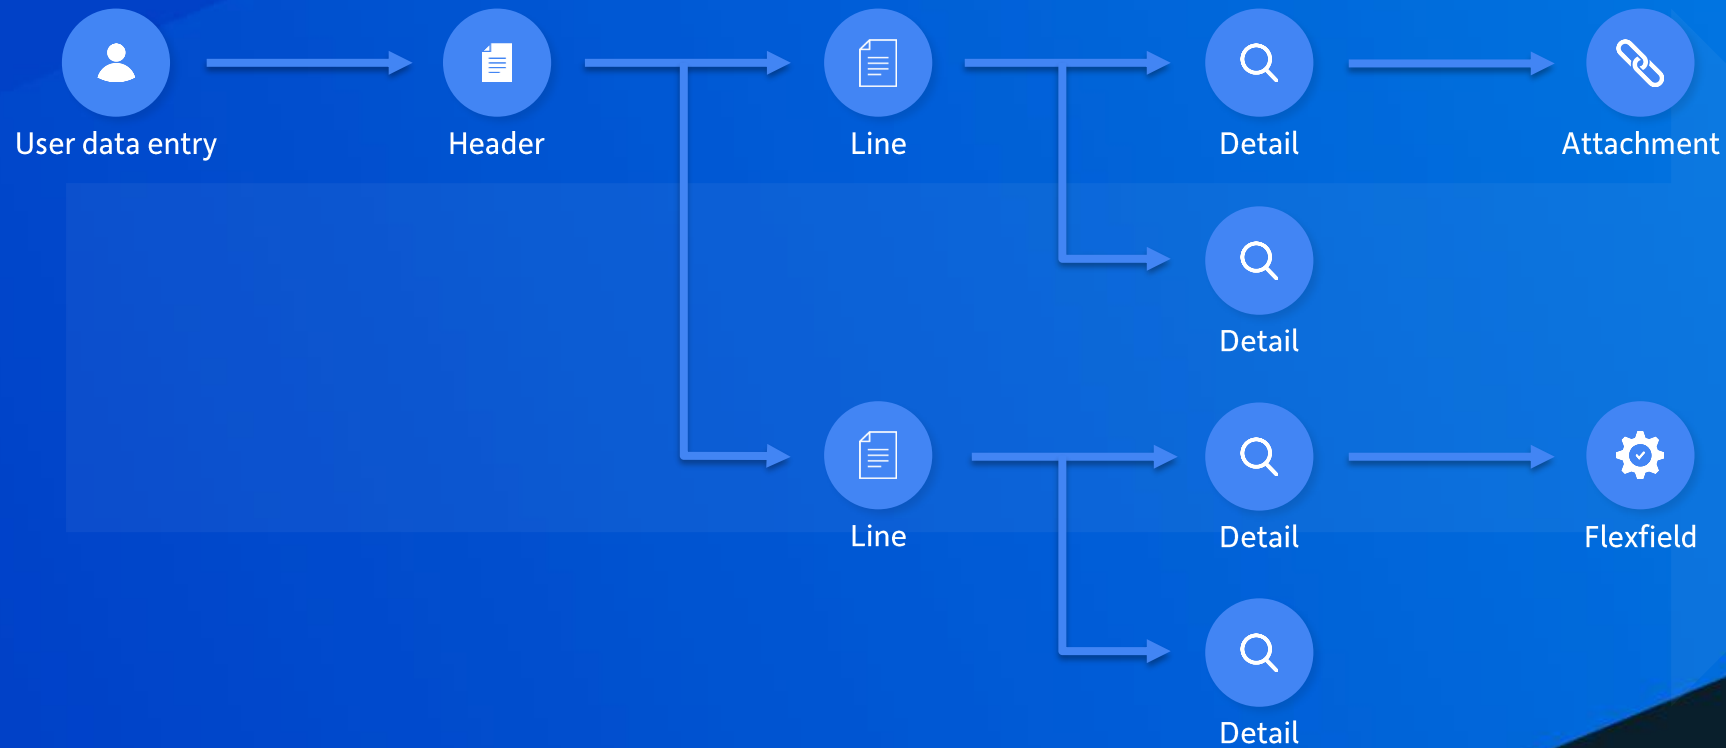 User data entry
Header
Line
Detail
Attachment
Detail
Line
Detail
Flexfield
Detail